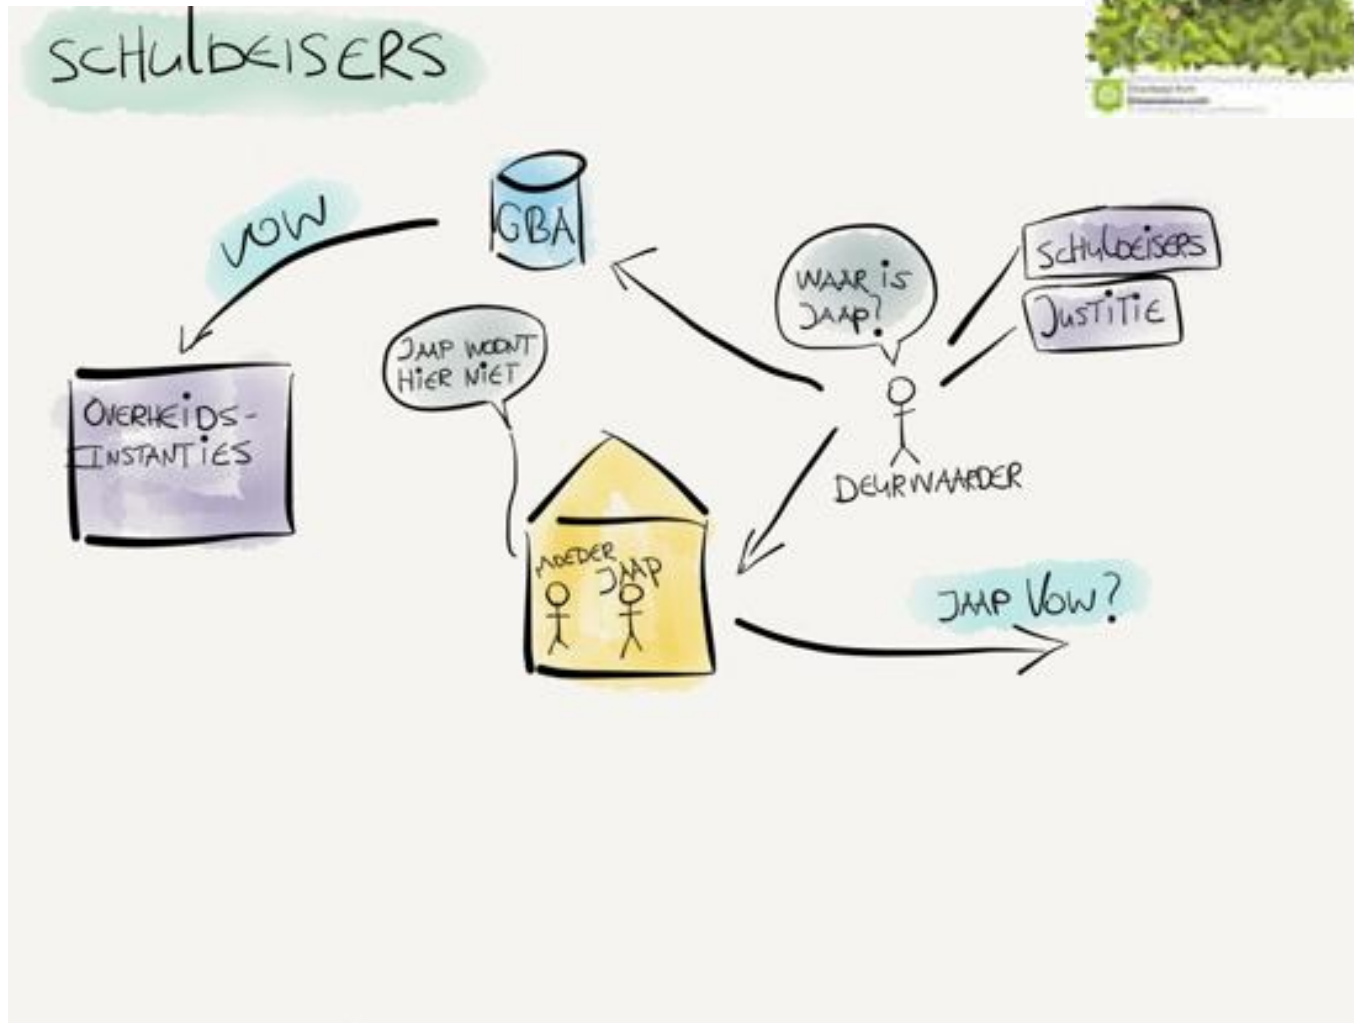 SCHULDEISERS
VOW
GBA
WAAR IS
JAAP?
SCHULDEISERS
JUSTITIE
JAAP WOONT
HIER NIET
OVERHEIDS-
INSTANTIES
DEURWAARDER
MOEDER
JAAP
JAAP VOW?